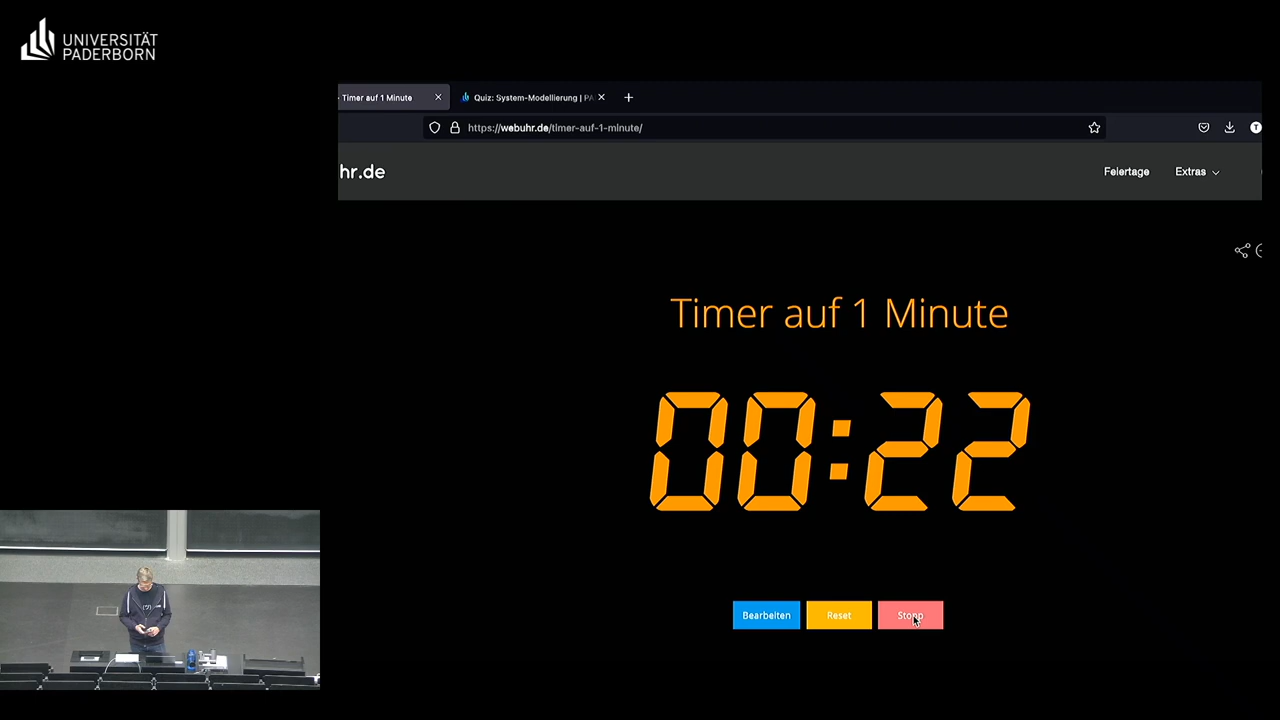 UNIVERSITÄT
PADERBORN
Timer auf 1 Minute
Quiz: System-Modellierung | PA
https://webuhr.de/timer-auf-1-minute/
T
hr.de
Feiertage
Extras
Timer auf 1 Minute
00:22
Bearbeiten
Reset
Stopp